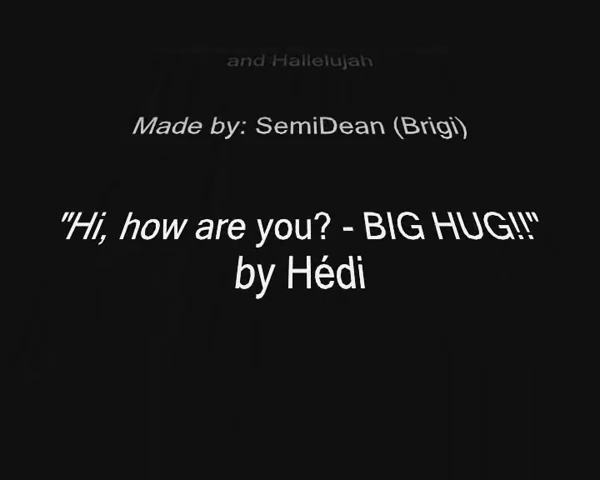 and Hallelujah
Made by: SemiDean (Brigi)
"Hi, how are you? - BIG HUG!!"
by Hédi